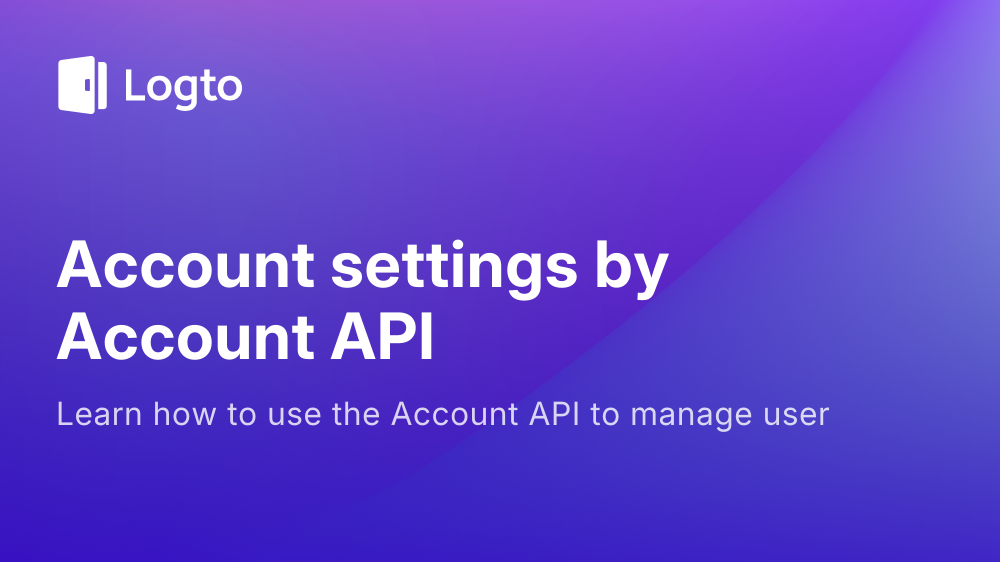 Logto
Account settings by
Account API
Learn how to use the Account API to manage user